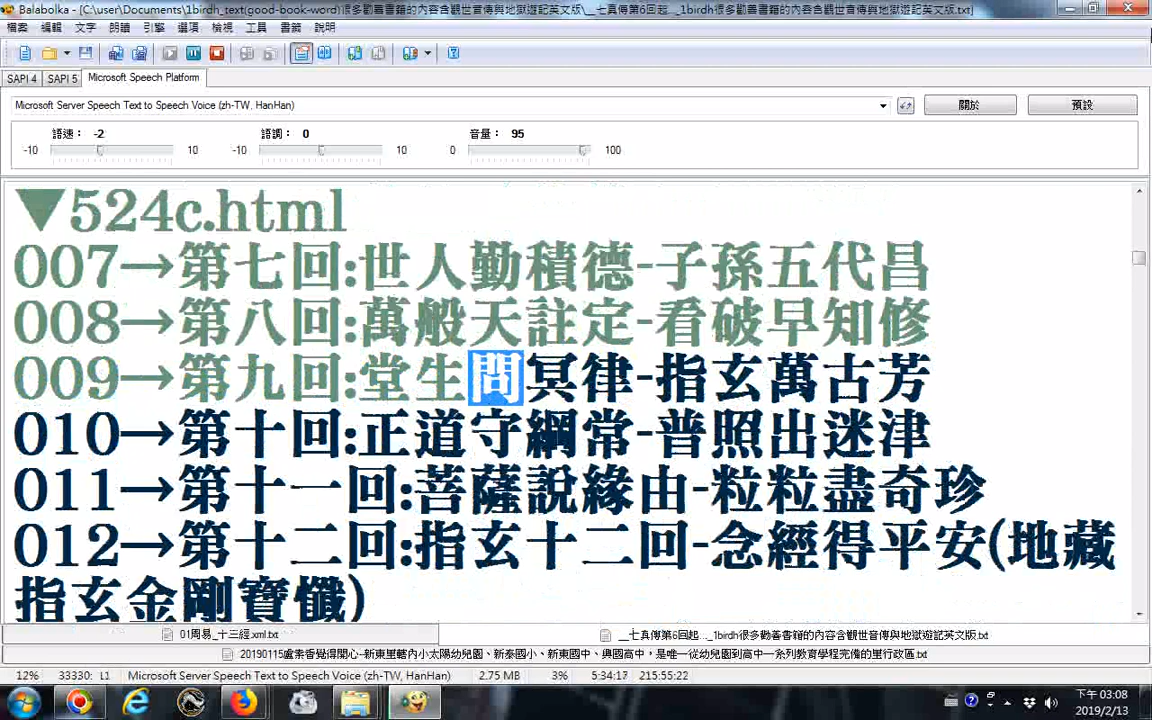 Balabolka - [C:\user\Documents\1birdh_text(good-book-word)很多勸善書籍的內容含觀世音傳與地獄遊記英文版\__七真傳第6回起..._1birdh很多勸善書籍的內容含觀世音傳與地獄遊記英文版.txt]
檔案 編輯 文字 朗讀 引擎 選項 檢視 工具 書籤 說明
SAPI 4 SAPI 5 Microsoft Speech Platform
Microsoft Server Speech Text to Speech Voice (zh-TW, HanHan) 關於 預設
語速： -2 語調： 0 音量： 95
-10 10 -10 10 0 100
▼524c.html
007→第七回:世人勤積德-子孫五代昌
008→第八回:萬般天註定-看破早知修
009→第九回:堂生問冥律-指玄萬古芳
010→第十回:正道守綱常-普照出迷津
011→第十一回:菩薩說緣由-粒粒盡奇珍
012→第十二回:指玄十二回-念經得平安(地藏
指玄金剛寶懺)
01周易_十三經.xml.txt __七真傳第6回起..._1birdh很多勸善書籍的內容含觀世音傳與地獄遊記英文版.txt
20190115盧素香覺得開心-新東里轄內小太陽幼兒園、新泰國小、新東國中、興國高中，是唯一從幼兒園到高中一系列教育學程完備的里行政區.txt
12% 33330: L1 Microsoft Server Speech Text to Speech Voice (zh-TW, HanHan) 2.75 MB 3% 5:34:17 215:55:22
下午 03:08
2019/2/13